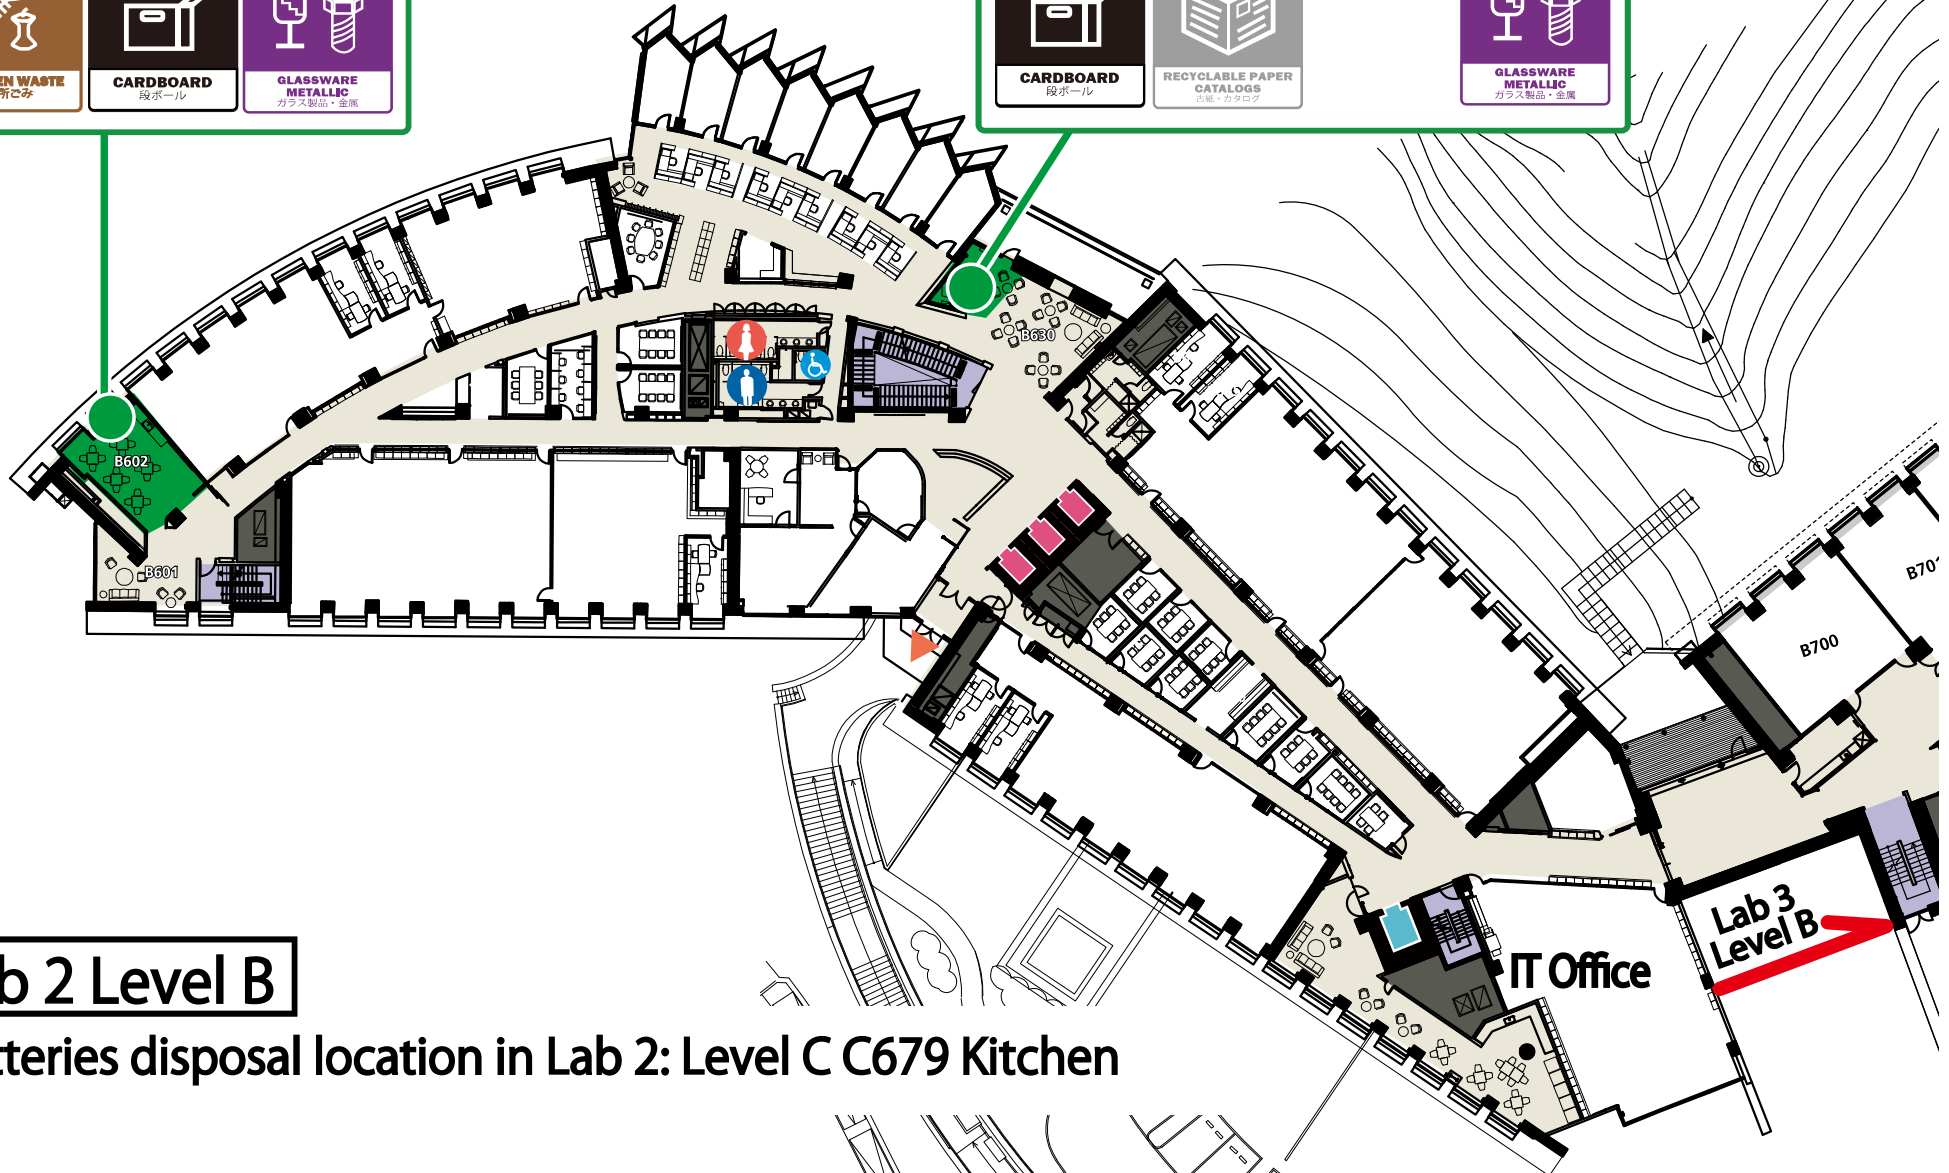 EN WASTE
所ごみ
CARDBOARD
段ボール
GLASSWARE
METALLIC
ガラス製品・金属
CARDBOARD
段ボール
RECYCLABLE PAPER
CATALOGS
古紙・カタログ
GLASSWARE
METALLIC
ガラス製品・金属
B630
B602
B601
B701
B700
Lab 3
Level B
IT Office
b 2 Level B
tteries disposal location in Lab 2: Level C C679 Kitchen